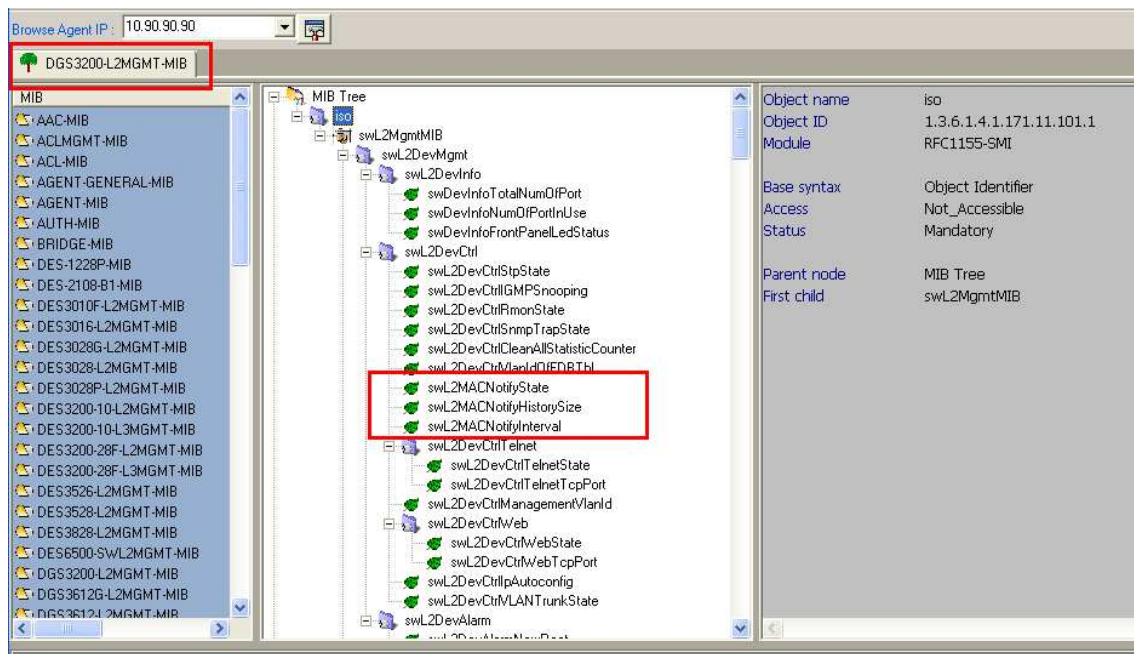 Browse Agent IP : 10.90.90.90
DGS3200-L2MGMT-MIB
MIB
AAC-MIB
ACLMGMT-MIB
ACL-MIB
AGENT-GENERAL-MIB
AGENT-MIB
AUTH-MIB
BRIDGE-MIB
DES-1228P-MIB
DES-2108-B1-MIB
DES3010F-L2MGMT-MIB
DES3016-L2MGMT-MIB
DES3028G-L2MGMT-MIB
DES3028-L2MGMT-MIB
DES3028P-L2MGMT-MIB
DES3200-10-L2MGMT-MIB
DES3200-10-L3MGMT-MIB
DES3200-28F-L2MGMT-MIB
DES3200-28F-L3MGMT-MIB
DES3526-L2MGMT-MIB
DES3528-L2MGMT-MIB
DES3828-L2MGMT-MIB
DES6500-SWL2MGMT-MIB
DGS3200-L2MGMT-MIB
DGS3612G-L2MGMT-MIB
DGS3612-L2MGMT-MIB
MIB Tree
iso
swL2MgmtMIB
swL2DevMgmt
swL2DevInfo
swDevInfoTotalNumOfPort
swDevInfoNumOfPortInUse
swDevInfoFrontPanelLedStatus
swL2DevCtrl
swL2DevCtrlStpState
swL2DevCtrlIGMPSnooping
swL2DevCtrlRmonState
swL2DevCtrlSnmpTrapState
swL2DevCtrlCleanAllStatisticCounter
swL2DevCtrlVlanIdOfFDBTbl
swL2MACNotifyState
swL2MACNotifyHistorySize
swL2MACNotifyInterval
swL2DevCtrlTelnet
swL2DevCtrlTelnetState
swL2DevCtrlTelnetTcpPort
swL2DevCtrlManagementVlanId
swL2DevCtrlWeb
swL2DevCtrlWebState
swL2DevCtrlWebTcpPort
swL2DevCtrlIpAutoconfig
swL2DevCtrlVLANTrunkState
swL2DevAlarm
swL2DevAlarmNewRoot
Object name iso
Object ID 1.3.6.1.4.1.171.11.101.1
Module RFC1155-SMI
Base syntax Object Identifier
Access Not_Accessible
Status Mandatory
Parent node MIB Tree
First child swL2MgmtMIB